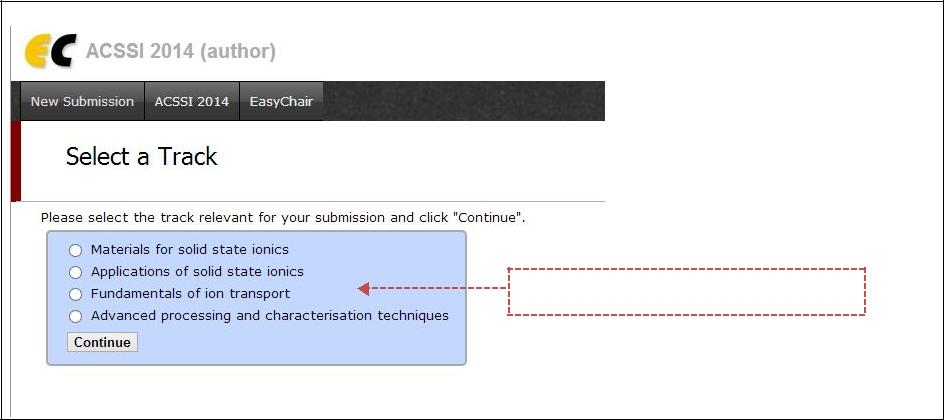 EC ACSSI 2014 (author)
New Submission ACSSI 2014 EasyChair
Select a Track
Please select the track relevant for your submission and click "Continue".
Materials for solid state ionics
Applications of solid state ionics
Fundamentals of ion transport
Advanced processing and characterisation techniques
Continue